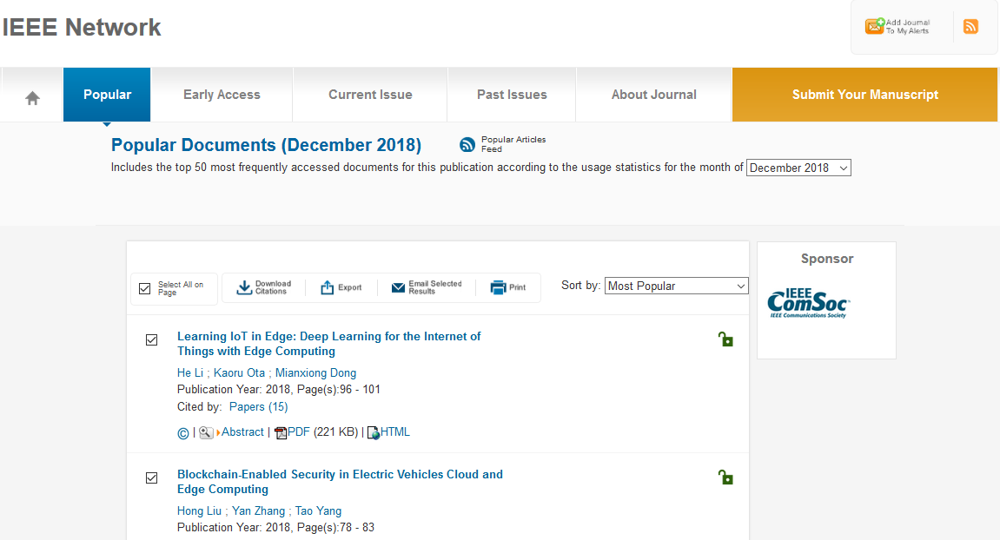 IEEE Network
Add Journal
To My Alerts
Popular
Early Access
Current Issue
Past Issues
About Journal
Submit Your Manuscript
Popular Documents (December 2018)
Popular Articles
Feed
Includes the top 50 most frequently accessed documents for this publication according to the usage statistics for the month of December 2018
Select All on
Page
Download
Citations
Export
Email Selected
Results
Print
Sort by: Most Popular
Sponsor
IEEE
ComSoc™
IEEE Communications Society
Learning IoT in Edge: Deep Learning for the Internet of
Things with Edge Computing
He Li ; Kaoru Ota ; Mianxiong Dong
Publication Year: 2018, Page(s):96 - 101
Cited by: Papers (15)
© | Abstract | PDF (221 KB) | HTML
Blockchain-Enabled Security in Electric Vehicles Cloud and
Edge Computing
Hong Liu ; Yan Zhang ; Tao Yang
Publication Year: 2018, Page(s):78 - 83